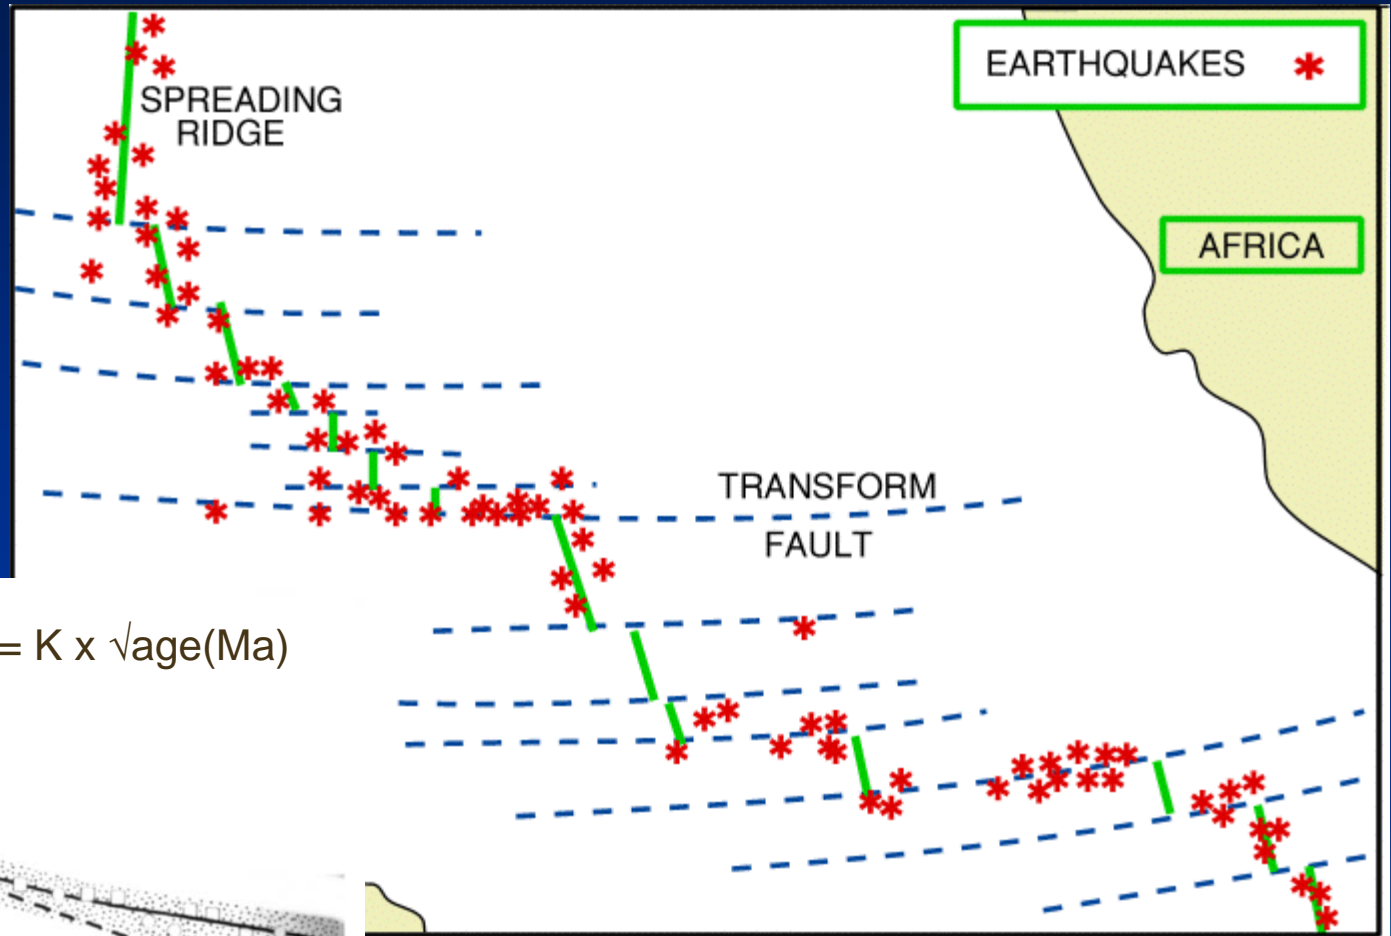 SPREADING
RIDGE
EARTHQUAKES
AFRICA
TRANSFORM
FAULT
= K x √age(Ma)